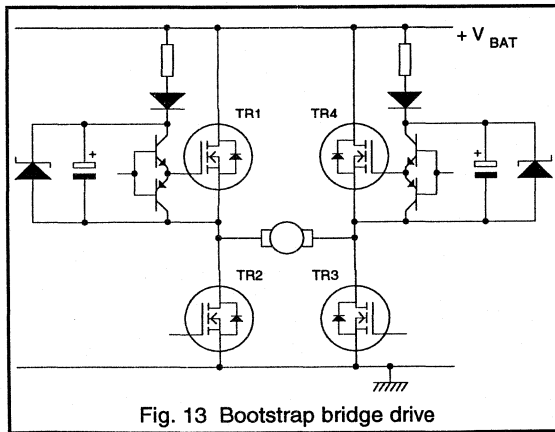 + V BAT
TR1
TR4
+
+
TR2
TR3
Fig. 13 Bootstrap bridge drive